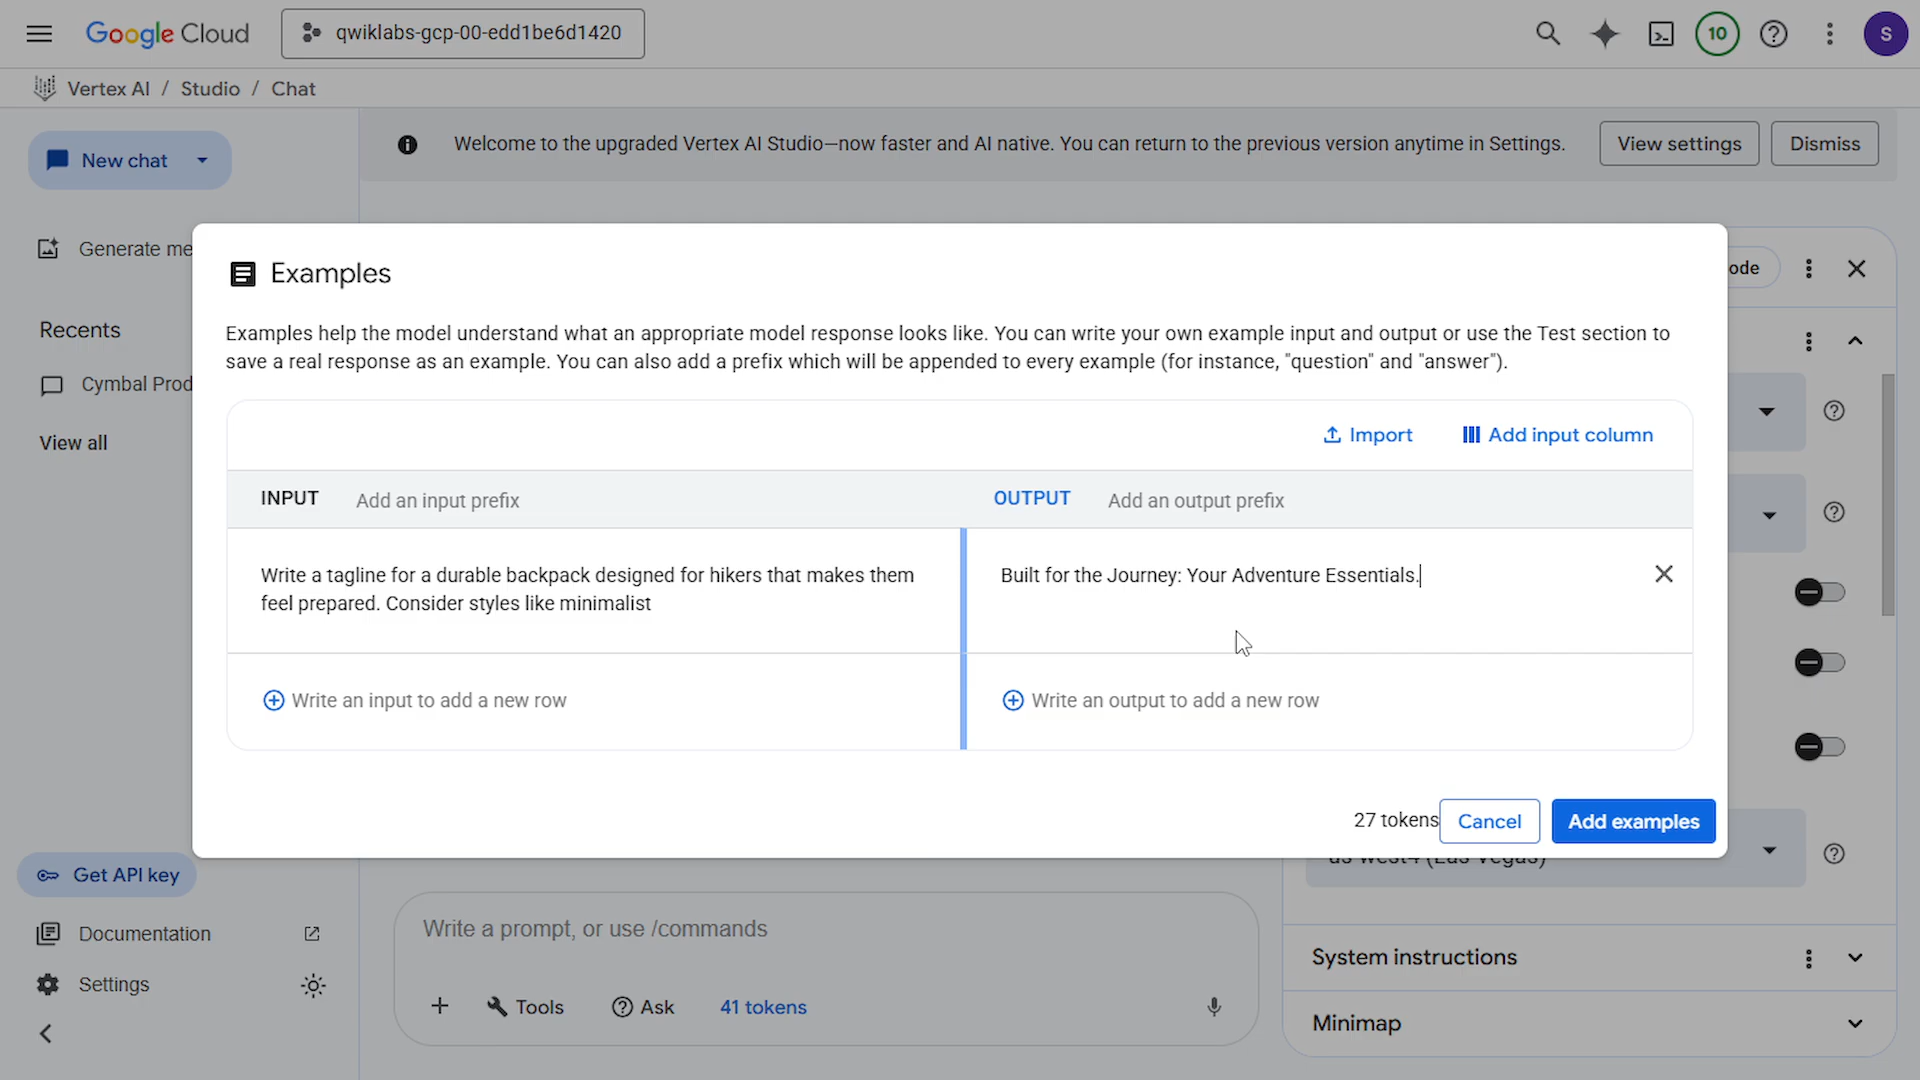 Google Cloud
qwiklabs-gcp-00-edd1be6d1420
10
S
Vertex AI / Studio / Chat
New chat
Welcome to the upgraded Vertex AI Studio—now faster and AI native. You can return to the previous version anytime in Settings.
View settings
Dismiss
Generate me
Recents
Cymbal Prod
View all
ode
Examples
Examples help the model understand what an appropriate model response looks like. You can write your own example input and output or use the Test section to
save a real response as an example. You can also add a prefix which will be appended to every example (for instance, "question" and "answer").
Import
Add input column
INPUT
Add an input prefix
OUTPUT
Add an output prefix
Write a tagline for a durable backpack designed for hikers that makes them
feel prepared. Consider styles like minimalist
Built for the Journey: Your Adventure Essentials.
Write an input to add a new row
Write an output to add a new row
27 tokens
Cancel
Add examples
us-west4 (Las Vegas)
Get API key
Documentation
Settings
Write a prompt, or use /commands
Tools
Ask
41 tokens
System instructions
Minimap